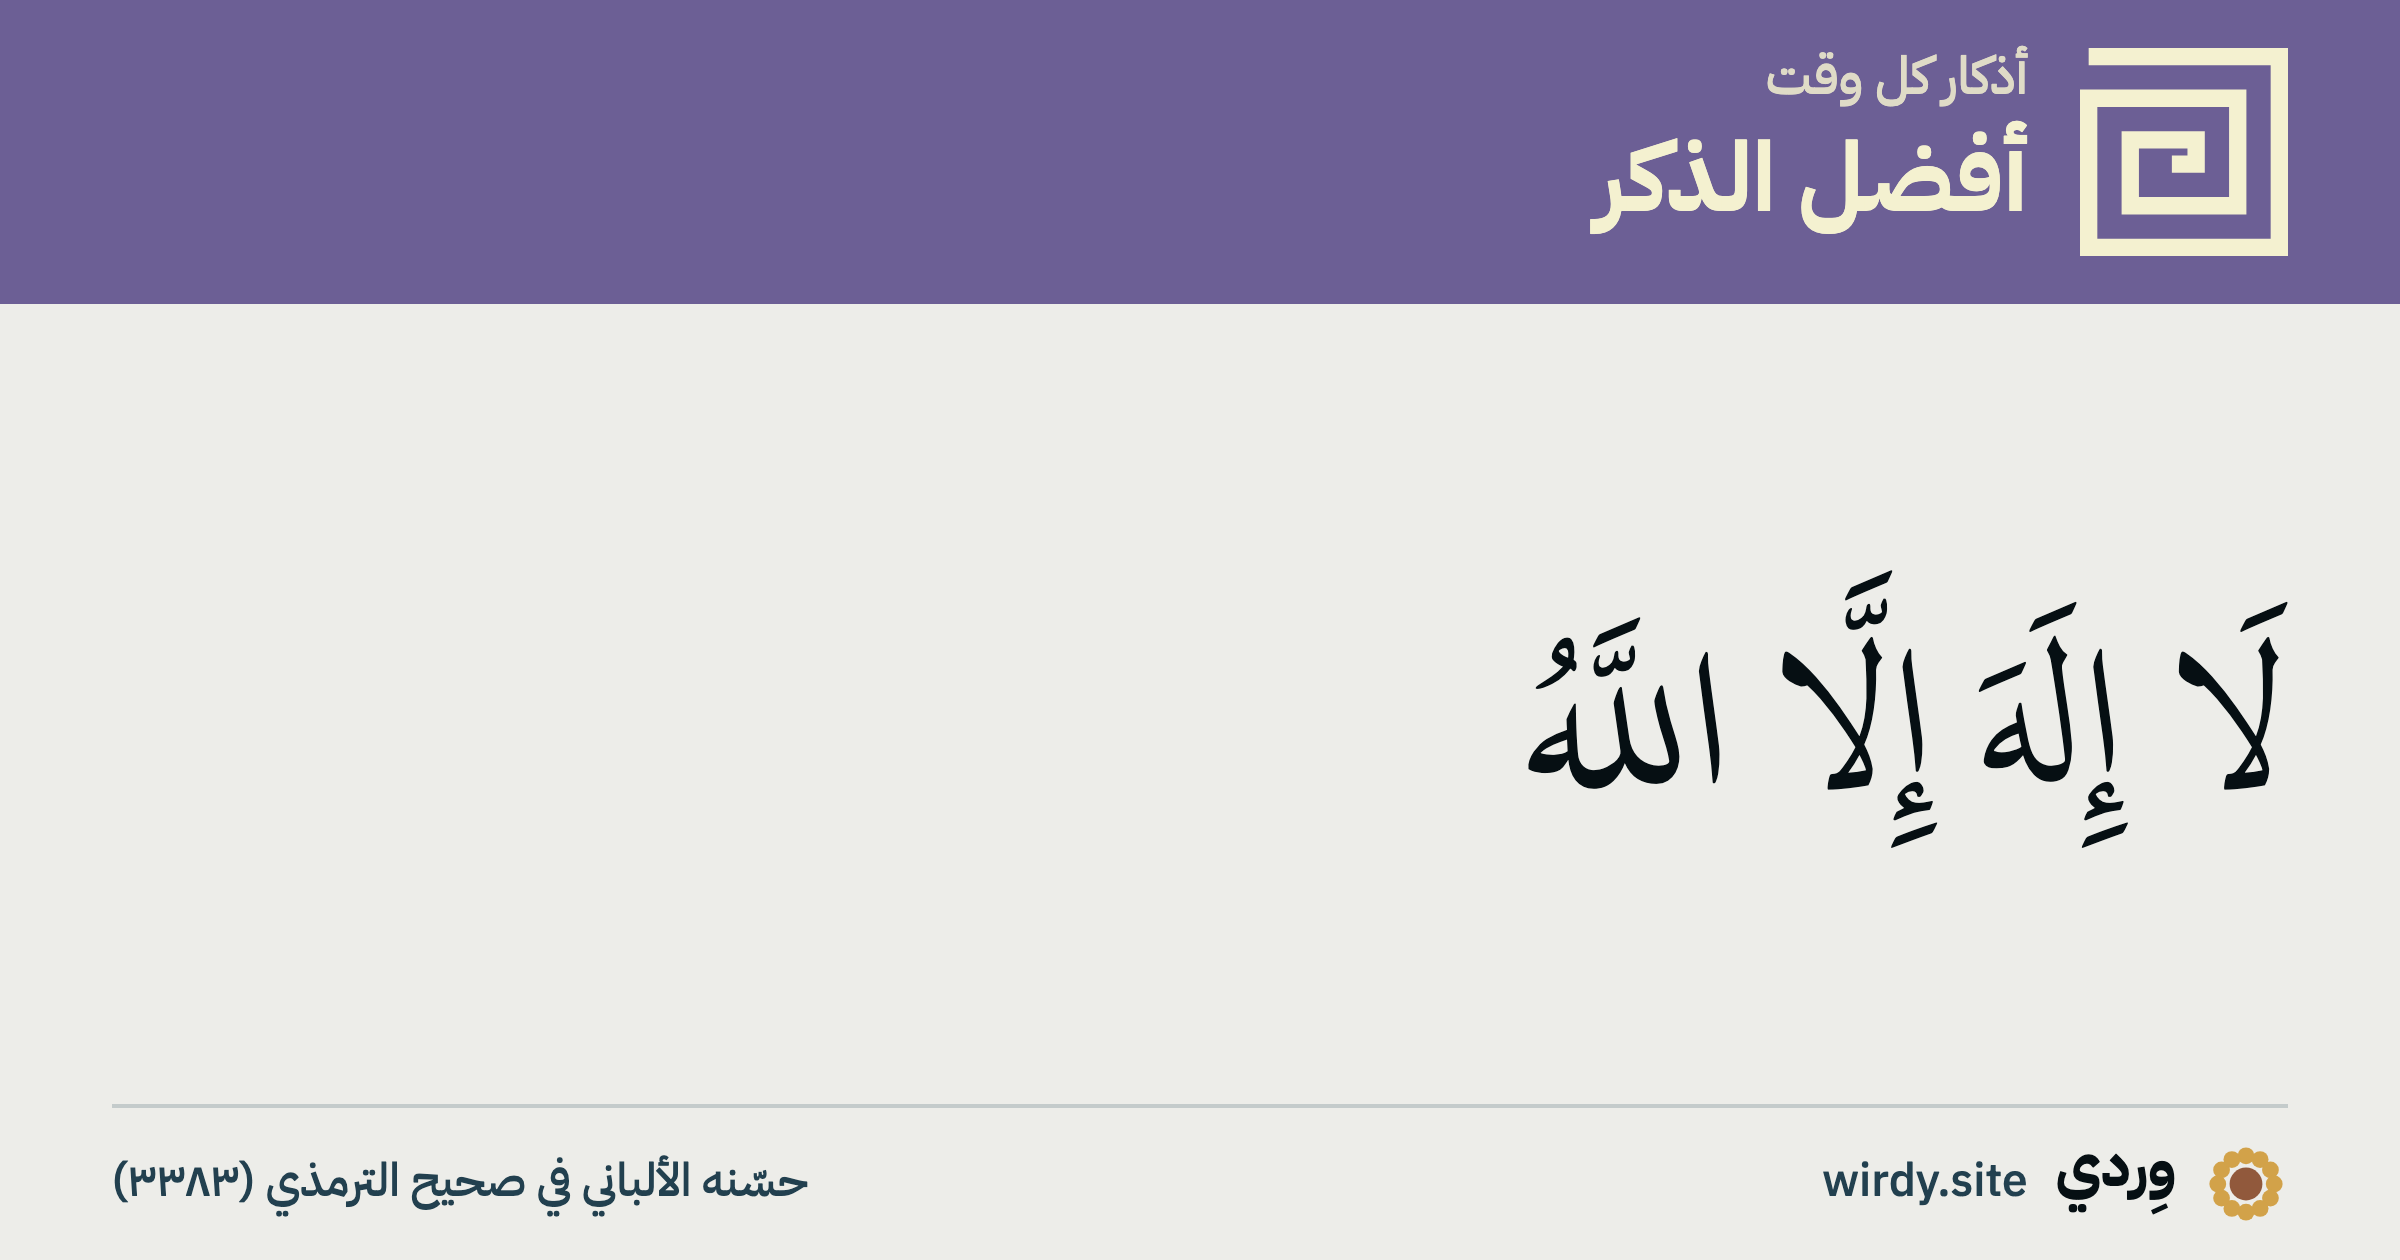 أذكار كل وقت
أفضل الذكر
لَا إِلَهَ إِلَّا اللَّهُ
وِردي wirdy.site
حسّنه الألباني في صحيح الترمذي (٣٣٨٣)